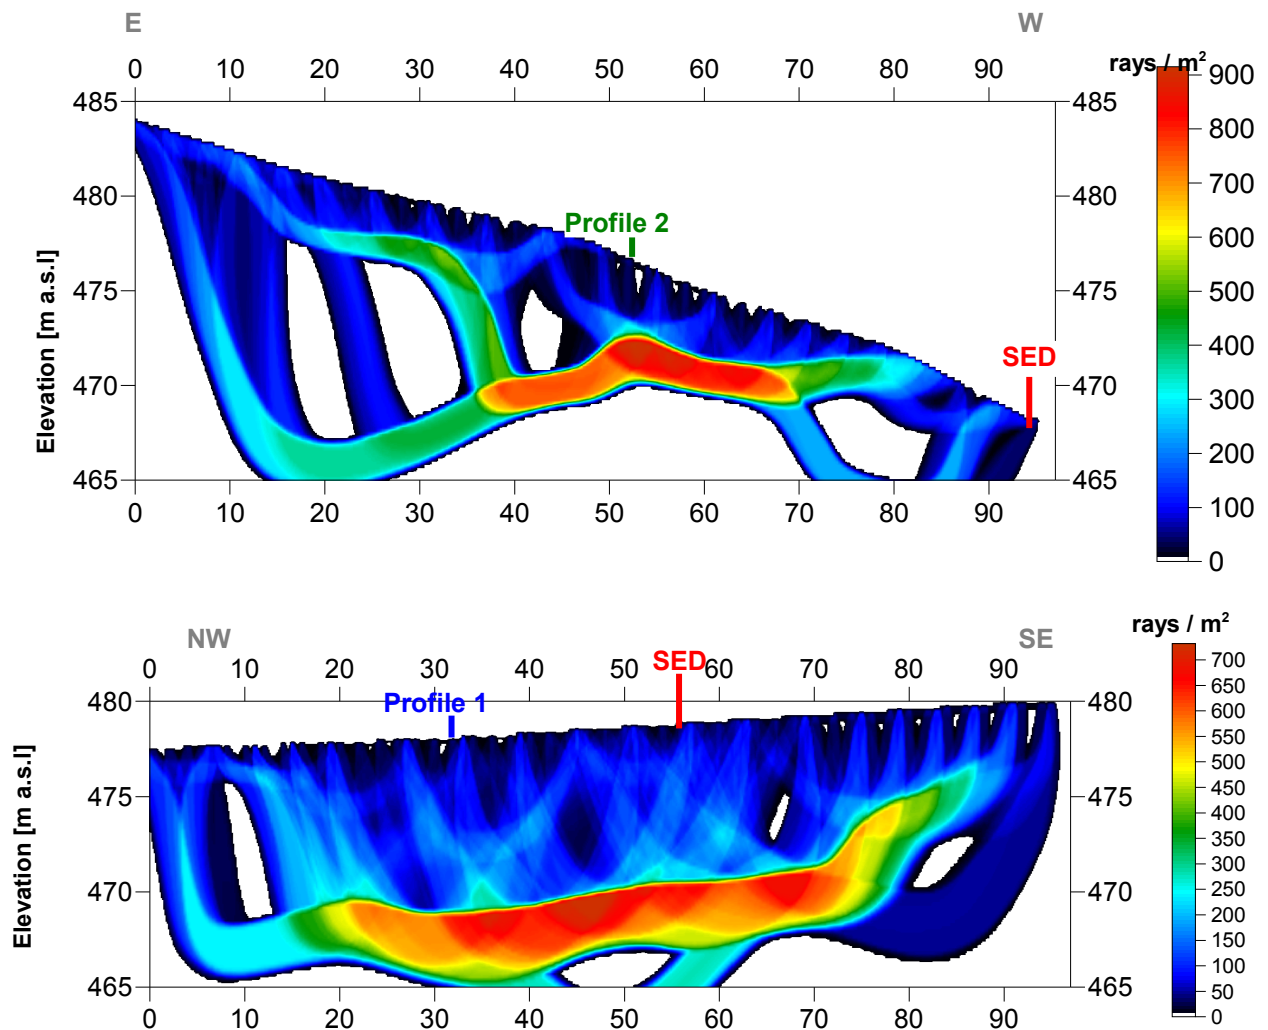 E W
rays / m²
0 10 20 30 40 50 60 70 80 90
485 485 900
800
480 480 700
Profile 2
600
475 475 500
Elevation [m a.s.l]
400
SED
470 470 300
200
465 465 100
0 10 20 30 40 50 60 70 80 90
0
NW SE
rays / m²
0 10 20 30 40 50 60 70 80 90
SED
700
Profile 1
480 480 650
600
550
500
475 475 450
400
Elevation [m a.s.l]
350
300
470 470 250
200
150
100
465 465 50
0 10 20 30 40 50 60 70 80 90
0